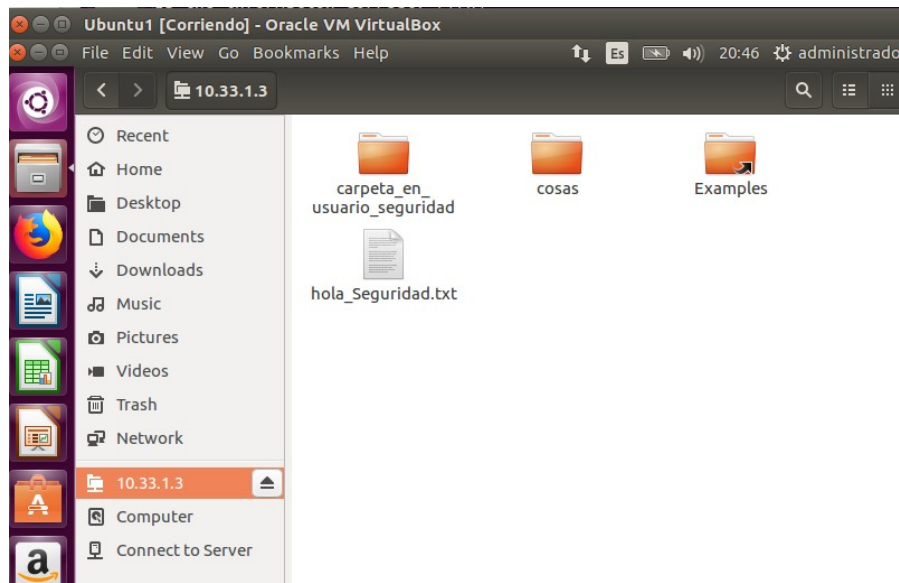 Ubuntu1 [Corriendo] - Oracle VM VirtualBox
File Edit View Go Bookmarks Help
Es
20:46
administrado
10.33.1.3
Recent
Home
Desktop
Documents
Downloads
Music
Pictures
Videos
Trash
Network
10.33.1.3
Computer
Connect to Server
carpeta_en_
usuario_seguridad
cosas
Examples
hola_Seguridad.txt